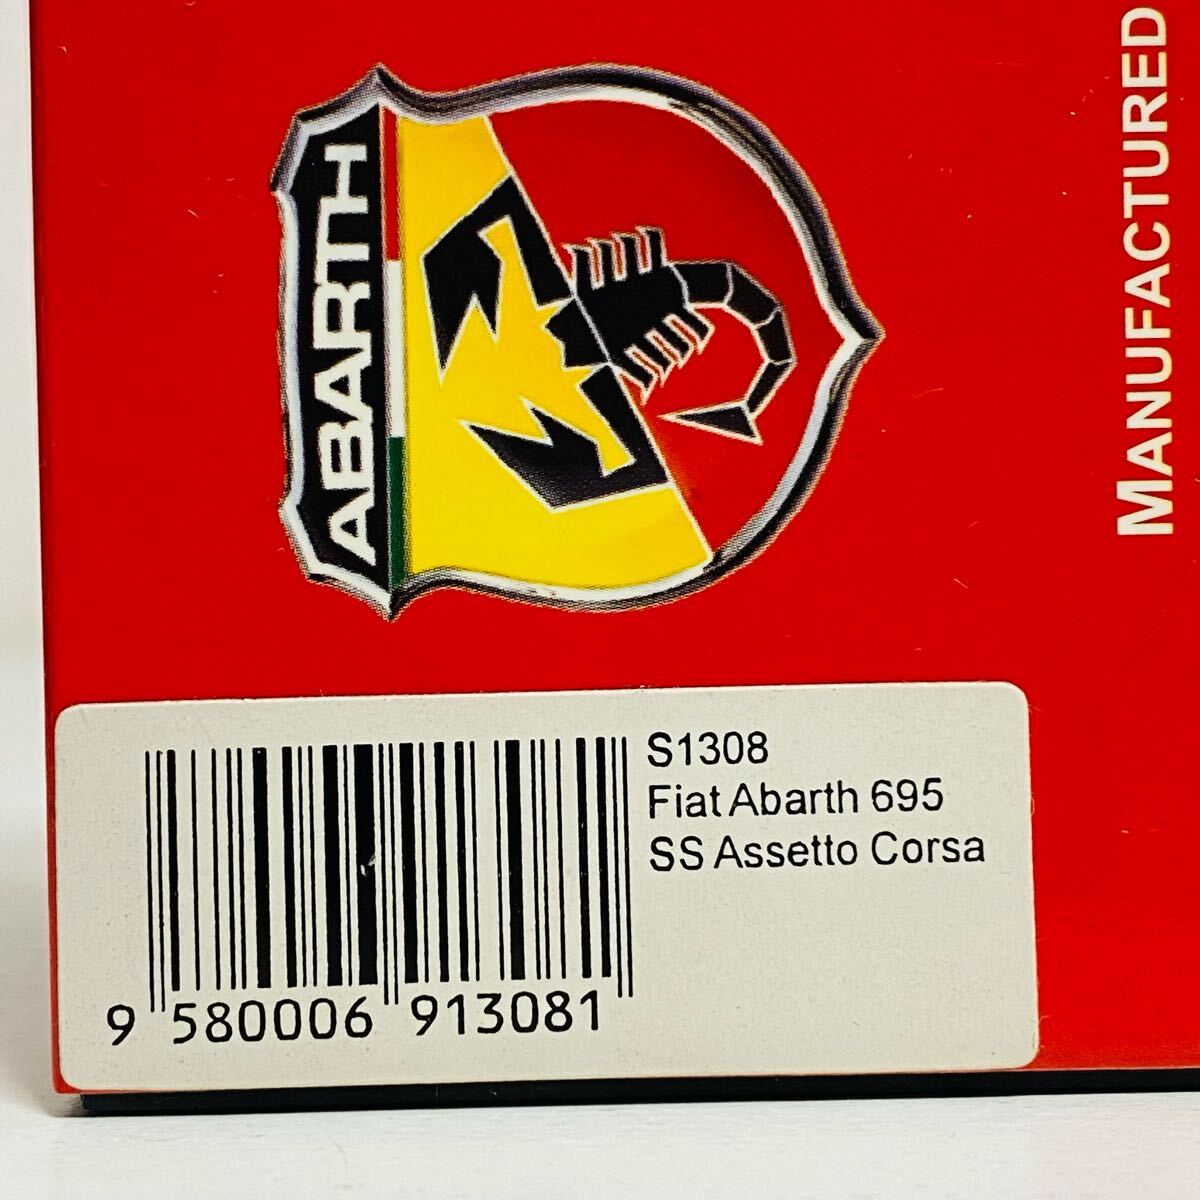 ABARTH
MANUFACTURED
S1308
Fiat Abarth 695
SS Assetto Corsa
9 580006 913081